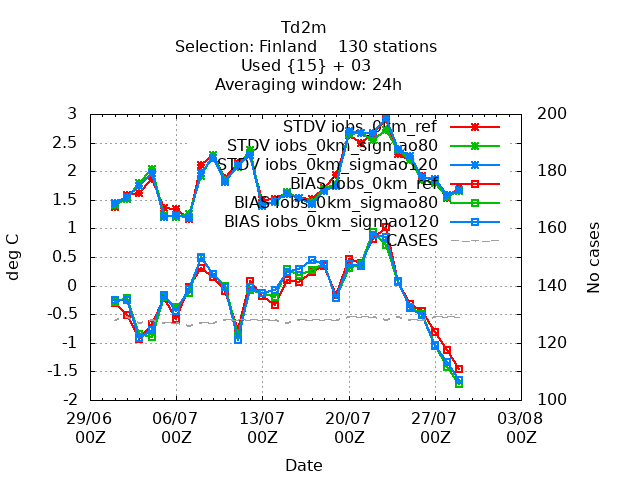 Td2m
Selection: Finland    130 stations
Used {15} + 03
Averaging window: 24h
STDV iobs_0km_ref
STDV iobs_0km_sigmao80
STDV iobs_0km_sigmao120
BIAS iobs_0km_ref
BIAS iobs_0km_sigmao80
BIAS iobs_0km_sigmao120
CASES
deg C
3
2.5
2
1.5
1
0.5
0
-0.5
-1
-1.5
-2
No cases
200
180
160
140
120
100
29/06 06/07 13/07 20/07 27/07 03/08
00Z 00Z 00Z 00Z 00Z 00Z
Date